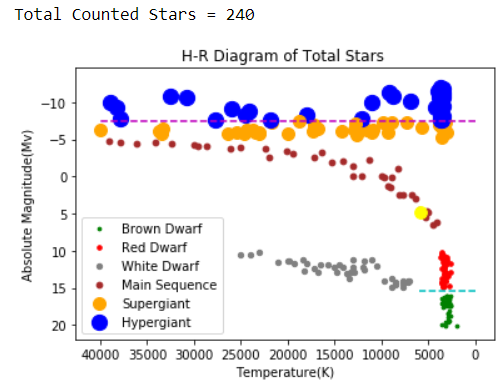 Total Counted Stars = 240
H-R Diagram of Total Stars
Absolute Magnitude(Mv)
−10
−5
0
5
10
15
20
Brown Dwarf
Red Dwarf
White Dwarf
Main Sequence
Supergiant
Hypergiant
40000 35000 30000 25000 20000 15000 10000 5000 0
Temperature(K)